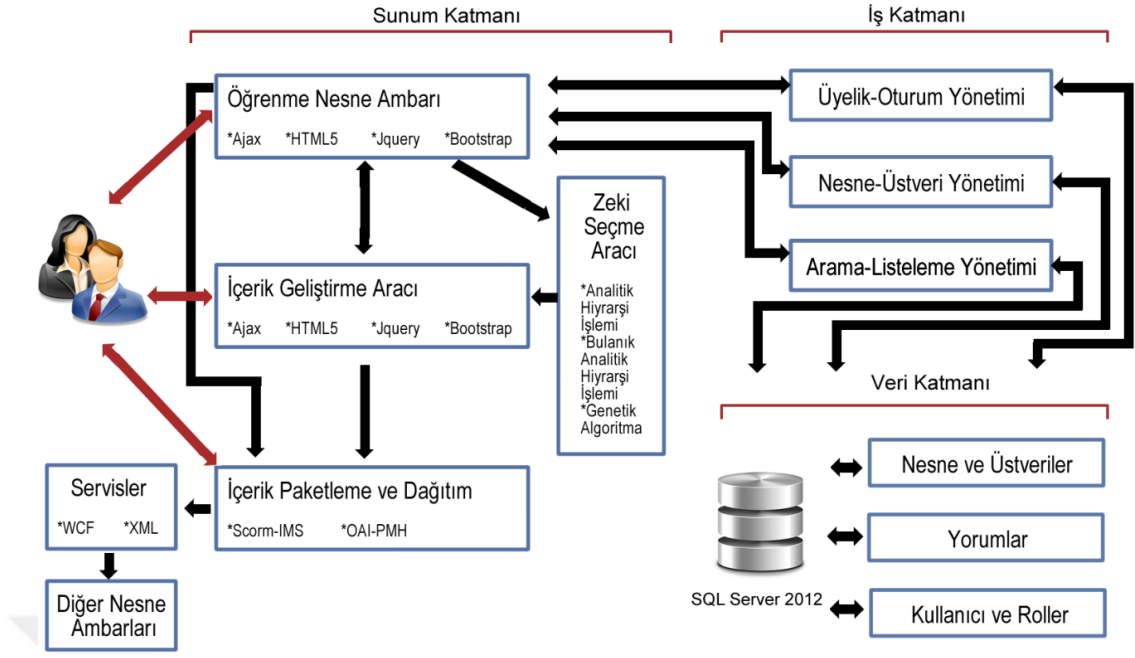 Sunum Katmanı
İş Katmanı
Öğrenme Nesne Ambarı
*Ajax *HTML5 *Jquery *Bootstrap
Üyelik-Oturum Yönetimi
Nesne-Üstveri Yönetimi
Arama-Listeleme Yönetimi
Zeki
Seçme
Aracı
*Analitik
Hiyrarşi
İşlemi
*Bulanık
Analitik
Hiyrarşi
İşlemi
*Genetik
Algoritma
İçerik Geliştirme Aracı
*Ajax *HTML5 *Jquery *Bootstrap
İçerik Paketleme ve Dağıtım
*Scorm-IMS *OAI-PMH
Servisler
*WCF *XML
Diğer Nesne
Ambarları
Veri Katmanı
Nesne ve Üstveriler
Yorumlar
Kullanıcı ve Roller
SQL Server 2012